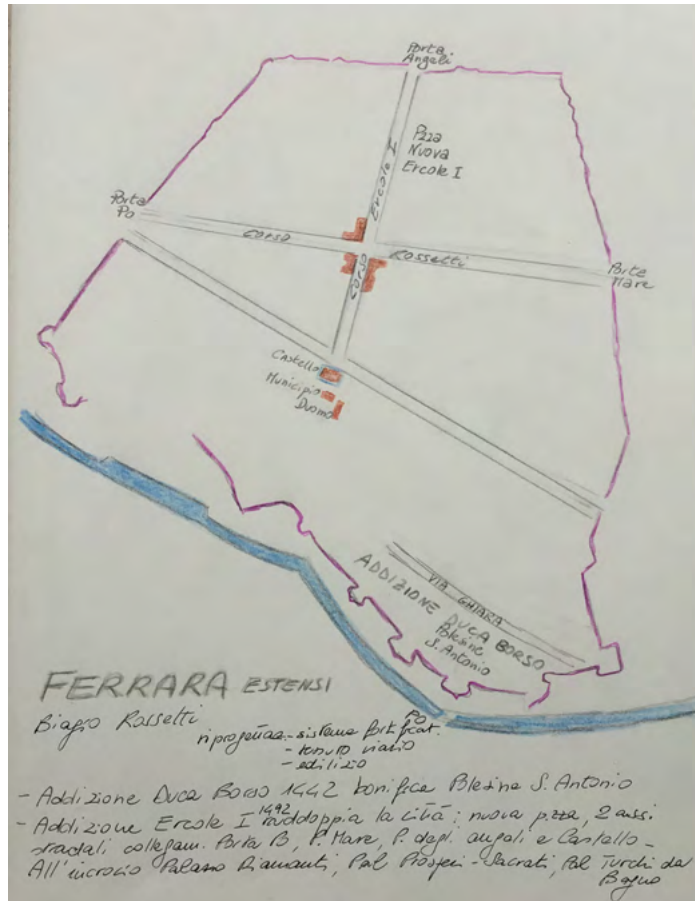 Porta
Angeli
Pzza
Nuova
Ercole I
Ercole I
Porta
Po
Corso
Rossetti
Porte
Mare
Corso
Castello
Municipio
Duomo
VIA GHIARA
ADDIZIONE DUCA BORSO
Polesine
S. Antonio
FERRARA ESTENSI
Po
Biagio Rossetti
riprogetta - sistema fortificat.
- tessuto viario
- edilizio
- Addizione Duca Borso 1442 bonifica Polesine S. Antonio
- Addizione Ercole I 1492 raddoppia la città; nuova pzza, 2 assi
stradali collegam. Porta Po, P. Mare, P. degli angeli e Castello -
All'incrocio Palazzo Diamanti, Pal Prosperi-Sacrati, Pal Turchi da
Bagno